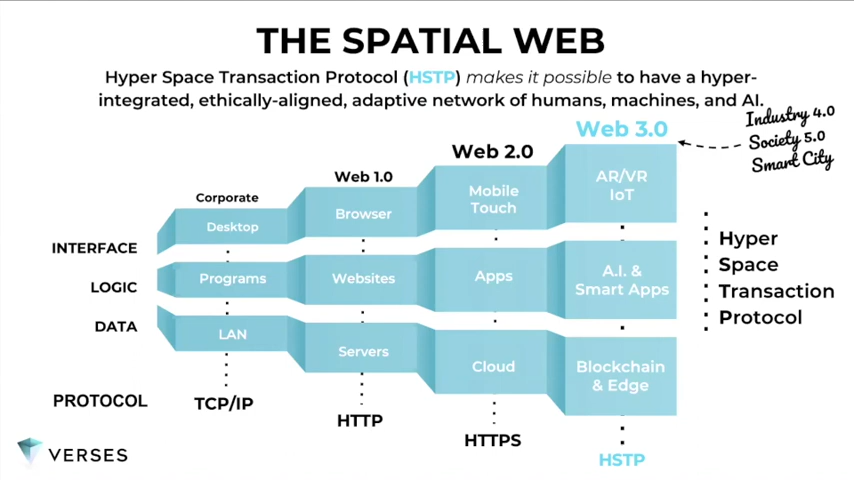 THE SPATIAL WEB
Hyper Space Transaction Protocol (HSTP) makes it possible to have a hyper-
integrated, ethically-aligned, adaptive network of humans, machines, and AI.
Industry 4.0
Society 5.0
Smart City
Corporate
Web 1.0
Web 2.0
Web 3.0
INTERFACE
Desktop
Browser
Mobile
Touch
AR/VR
IoT
LOGIC
Programs
Websites
Apps
A.I. &
Smart Apps
DATA
LAN
Servers
Cloud
Blockchain
& Edge
Hyper
Space
Transaction
Protocol
PROTOCOL
TCP/IP
HTTP
HTTPS
HSTP
VERSES